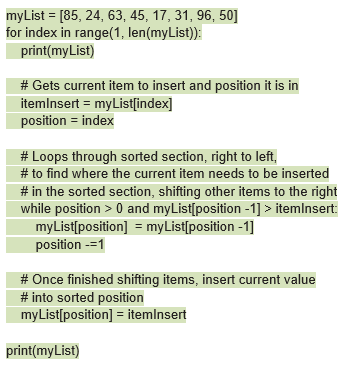 myList = [85, 24, 63, 45, 17, 31, 96, 50]
for index in range(1, len(myList)):
print(myList)
# Gets current item to insert and position it is in
itemInsert = myList[index]
position = index
# Loops through sorted section, right to left,
# to find where the current item needs to be inserted
# in the sorted section, shifting other items to the right
while position > 0 and myList[position -1] > itemInsert:
myList[position]  = myList[position -1]
position -=1
# Once finished shifting items, insert current value
# into sorted position
myList[position] = itemInsert
print(myList)